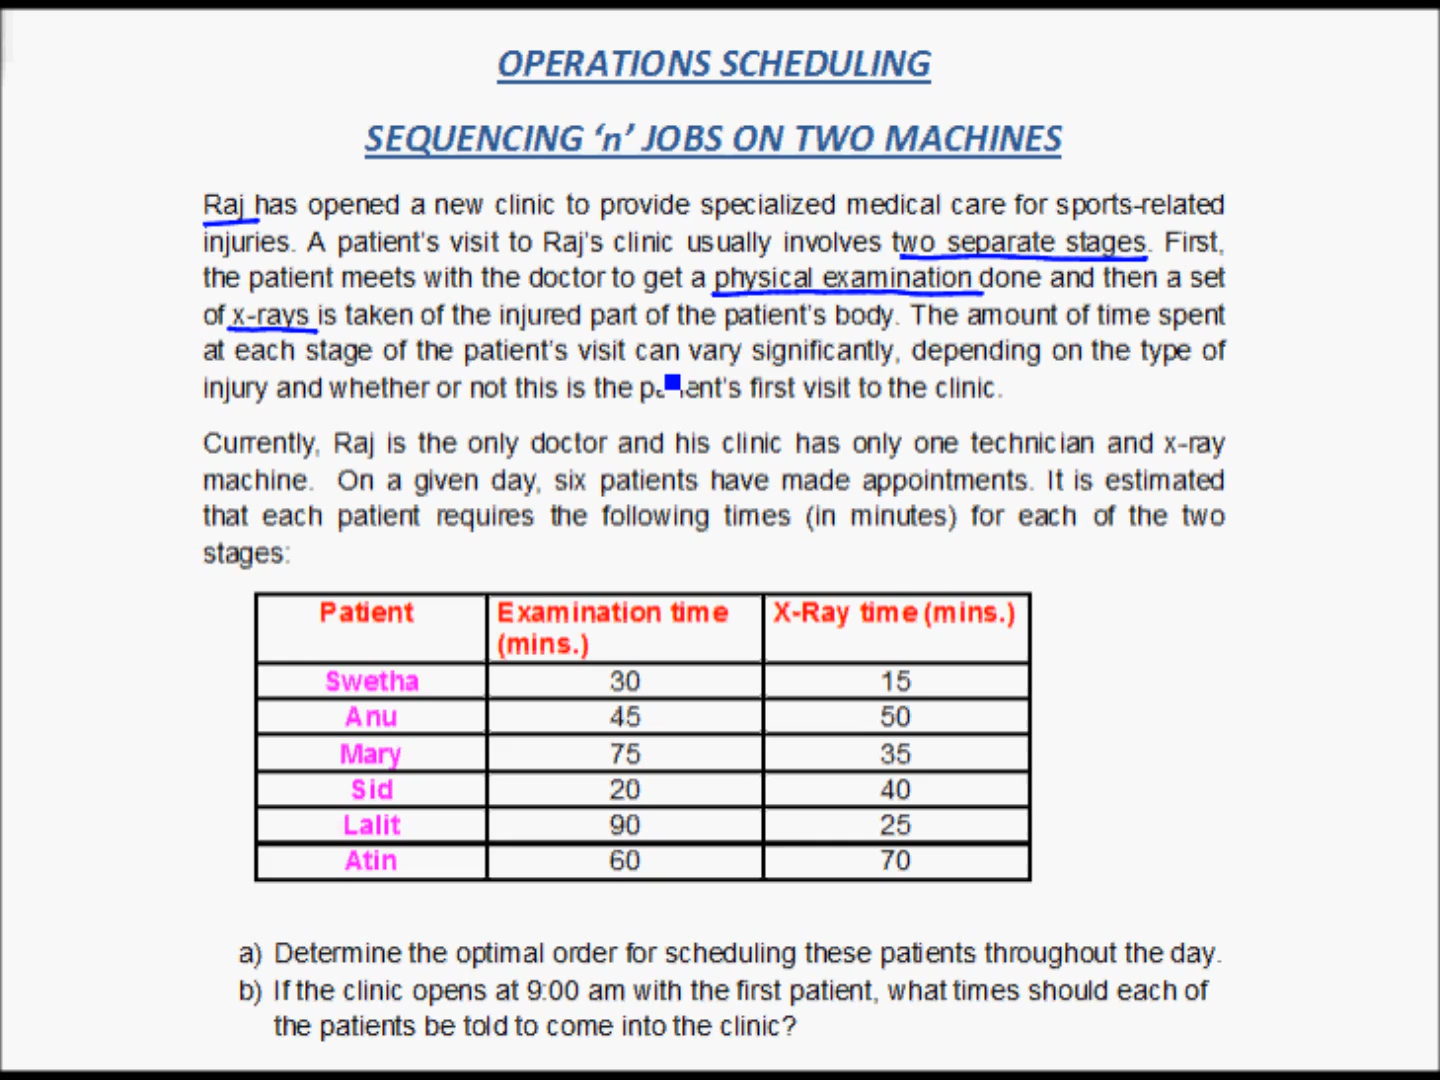 OPERATIONS SCHEDULING
SEQUENCING ‘n’ JOBS ON TWO MACHINES
Raj has opened a new clinic to provide specialized medical care for sports-related
injuries. A patient’s visit to Raj’s clinic usually involves two separate stages. First,
the patient meets with the doctor to get a physical examination done and then a set
of x-rays is taken of the injured part of the patient’s body. The amount of time spent
at each stage of the patient’s visit can vary significantly, depending on the type of
injury and whether or not this is the patient’s first visit to the clinic.
Currently, Raj is the only doctor and his clinic has only one technician and x-ray
machine. On a given day, six patients have made appointments. It is estimated
that each patient requires the following times (in minutes) for each of the two
stages:
Patient Examination time (mins.) X-Ray time (mins.)
Swetha 30 15
Anu 45 50
Mary 75 35
Sid 20 40
Lalit 90 25
Atin 60 70
a) Determine the optimal order for scheduling these patients throughout the day.
b) If the clinic opens at 9:00 am with the first patient, what times should each of
the patients be told to come into the clinic?